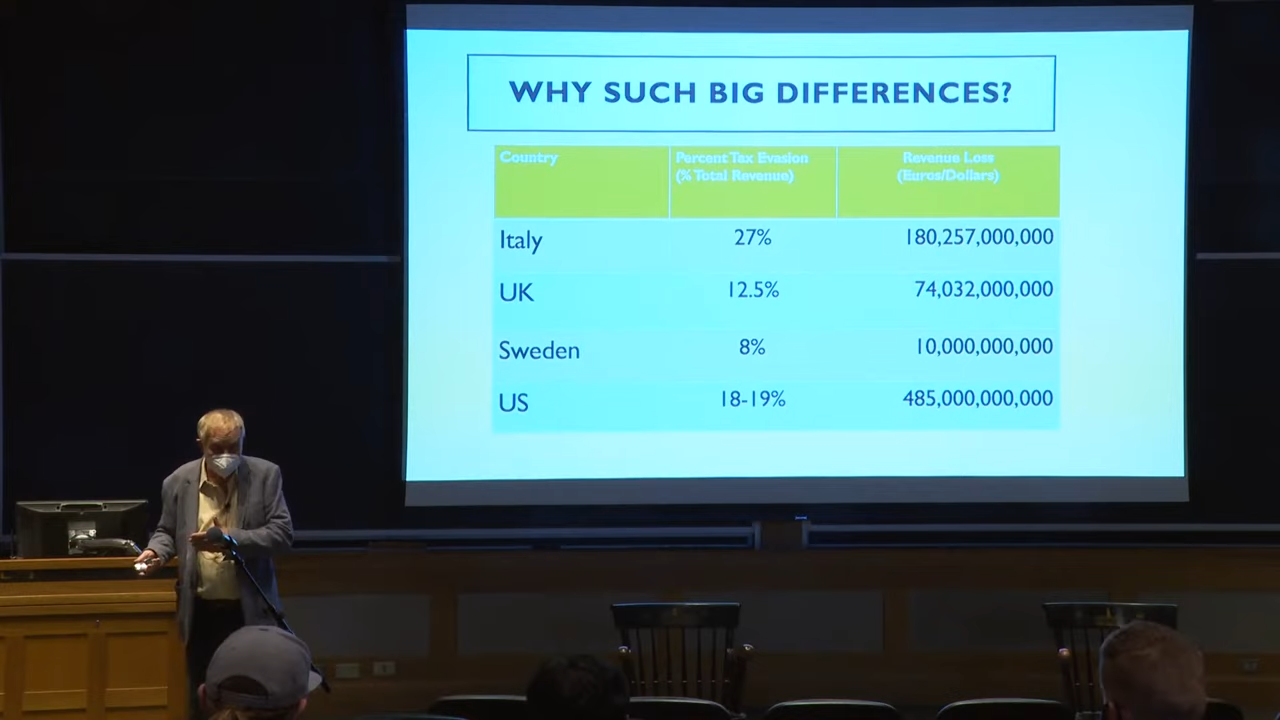 WHY SUCH BIG DIFFERENCES?
Country Percent Tax Evasion Revenue Loss
(% Total Revenue) (Euros/Dollars)
Italy 27% 180,257,000,000
UK 12.5% 74,032,000,000
Sweden 8% 10,000,000,000
US 18-19% 485,000,000,000